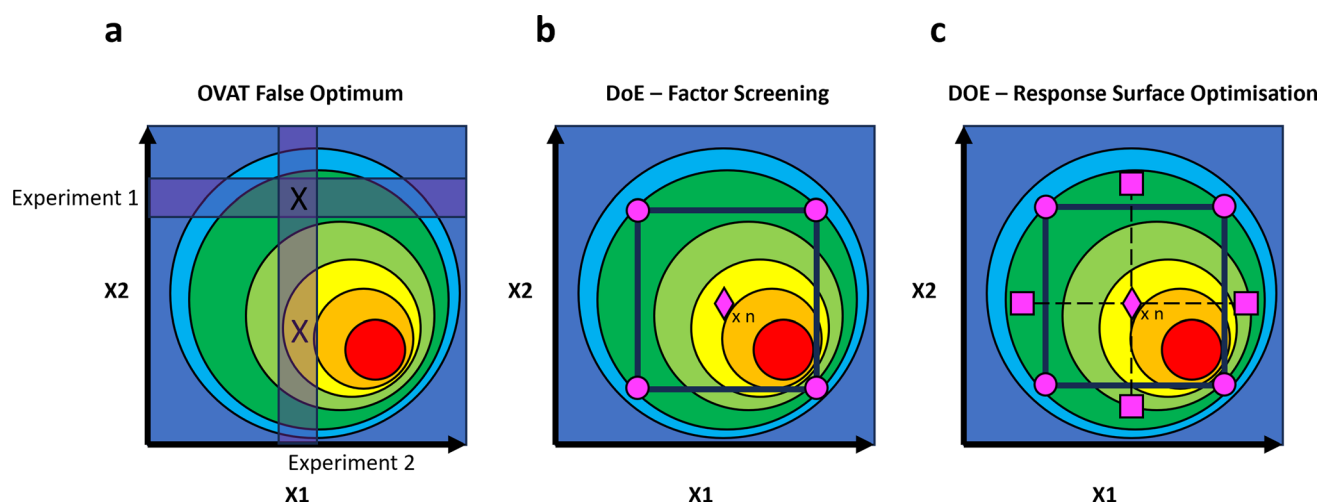 a
b
c
OVAT False Optimum
DoE – Factor Screening
DOE – Response Surface Optimisation
Experiment 1
X
X
X2
Experiment 2
X1
X2
x n
X1
X2
x n
X1